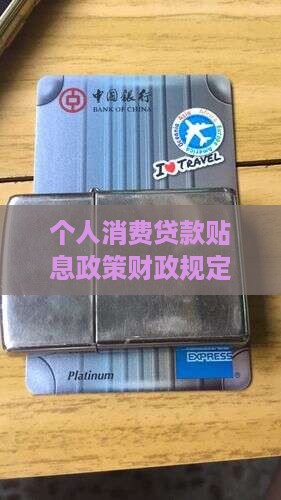 中国银行
BANK OF CHINA
I TRAVEL
个人消费贷款贴
息政策财政规定
EXPRESS
Platinum